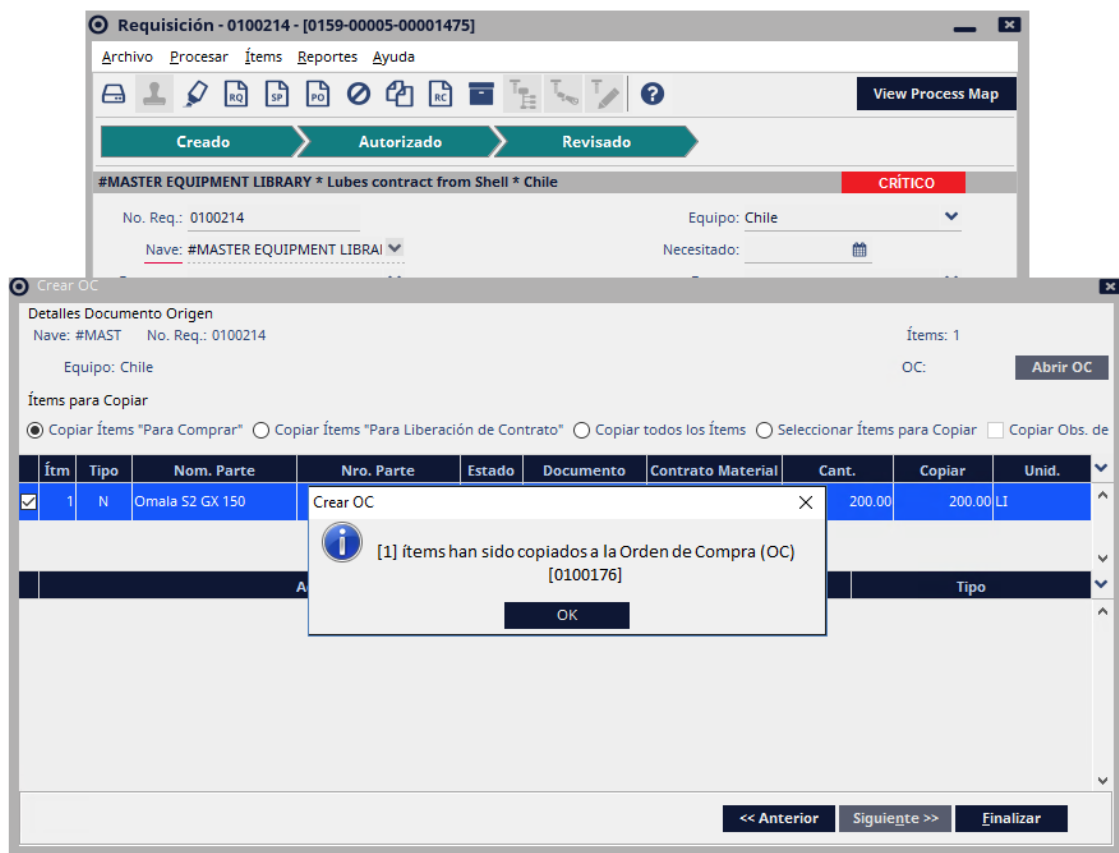 Requisición - 0100214 - [0159-00005-00001475]
Archivo Procesar Ítems Reportes Ayuda
RQ SP PO RC View Process Map
Creado Autorizado Revisado
#MASTER EQUIPMENT LIBRARY * Lubes contract from Shell * Chile CRÍTICO
No. Req.: 0100214 Equipo: Chile
Nave: #MASTER EQUIPMENT LIBRAI Necesitado:
Crear OC
Detalles Documento Origen
Nave: #MAST No. Req.: 0100214 Ítems: 1
Equipo: Chile OC: Abrir OC
Ítems para Copiar
Copiar Ítems "Para Comprar" Copiar Ítems "Para Liberación de Contrato" Copiar todos los Ítems Seleccionar Ítems para Copiar Copiar Obs. de
Ítm Tipo Nom. Parte Nro. Parte Estado Documento Contrato Material Cant. Copiar Unid.
1 N Omala S2 GX 150 200.00 200.00 LI
Crear OC
[1] ítems han sido copiados a la Orden de Compra (OC)
[0100176]
OK
Tipo
<< Anterior Siguiente >> Finalizar